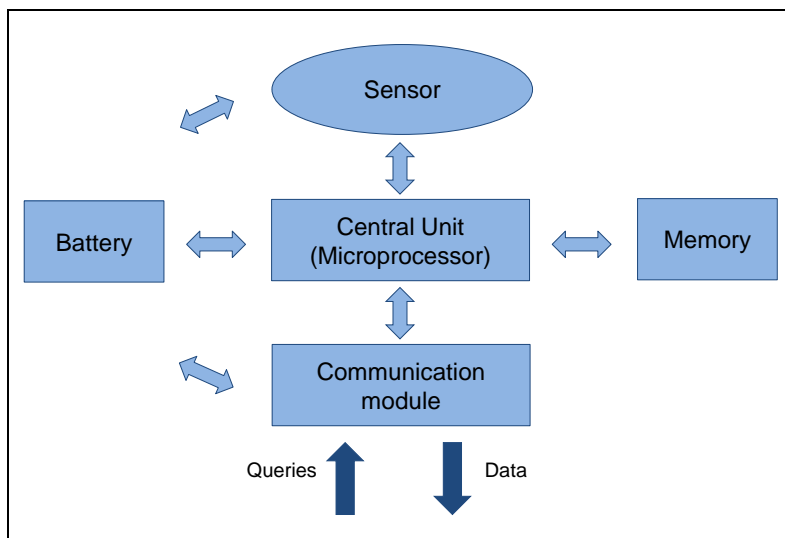 Sensor
Battery
Central Unit
(Microprocessor)
Memory
Communication
module
Queries
Data